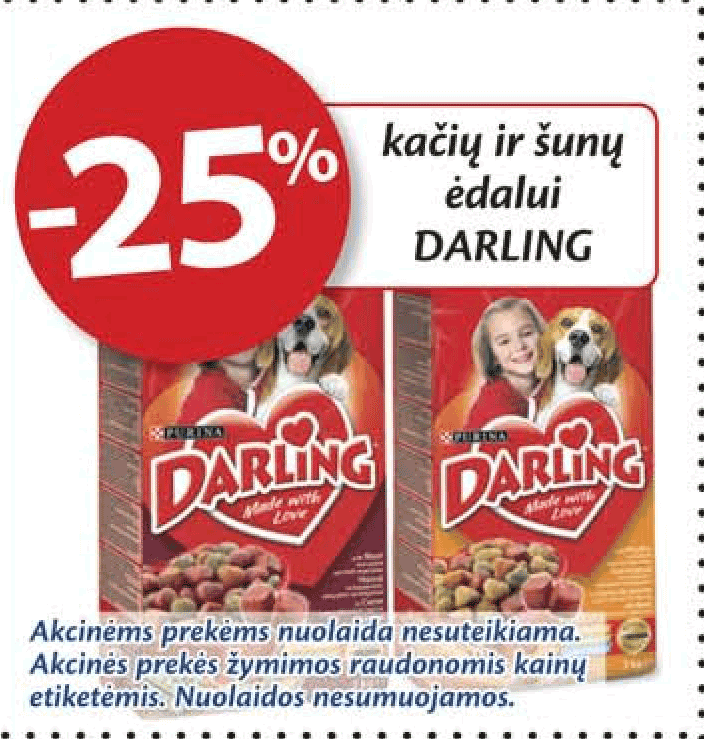 -25%
kačių ir šunų
ėdalui
DARLING
PURINA
DARLING
Made with
Love
PURINA
DARLING
Made with
Love
Akcinėms prekėms nuolaida nesuteikiama.
Akcinės prekės žymimos raudonomis kainų
etiketėmis. Nuolaidos nesumuojamos.